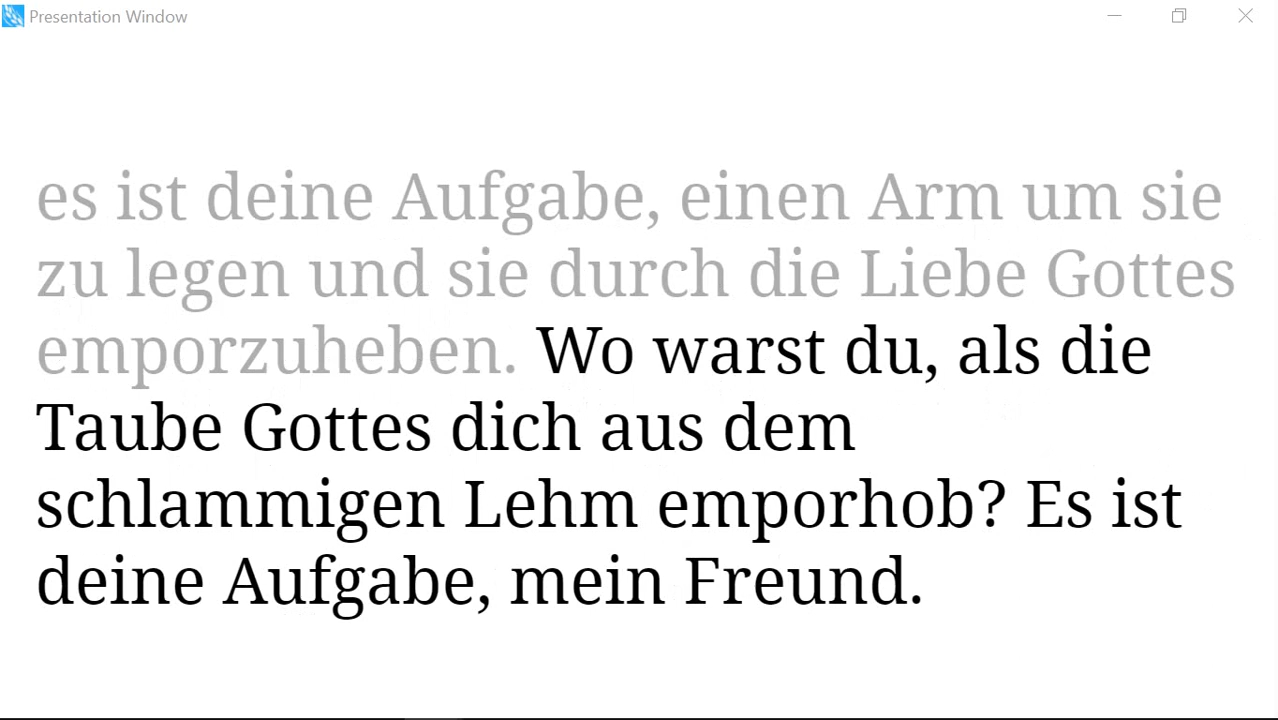 Presentation Window
es ist deine Aufgabe, einen Arm um sie
zu legen und sie durch die Liebe Gottes
emporzuheben. Wo warst du, als die
Taube Gottes dich aus dem
schlammigen Lehm emporhob? Es ist
deine Aufgabe, mein Freund.